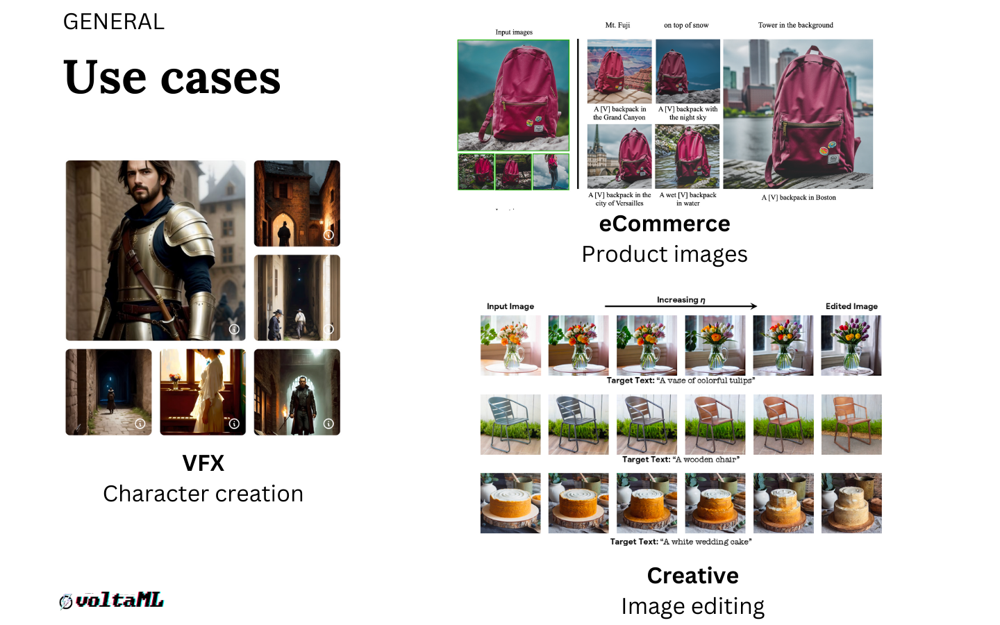 GENERAL
Use cases
VFX
Character creation
Input images
Mt. Fuji
on top of snow
Tower in the background
A [V] backpack in
the Grand Canyon
A [V] backpack with
the night sky
A [V] backpack in the
city of Versailles
A wet [V] backpack
in water
A [V] backpack in Boston
eCommerce
Product images
Input Image
Increasing η
Edited Image
Target Text: “A vase of colorful tulips”
Target Text: “A wooden chair”
Target Text: “A white wedding cake”
Creative
Image editing
voltaML